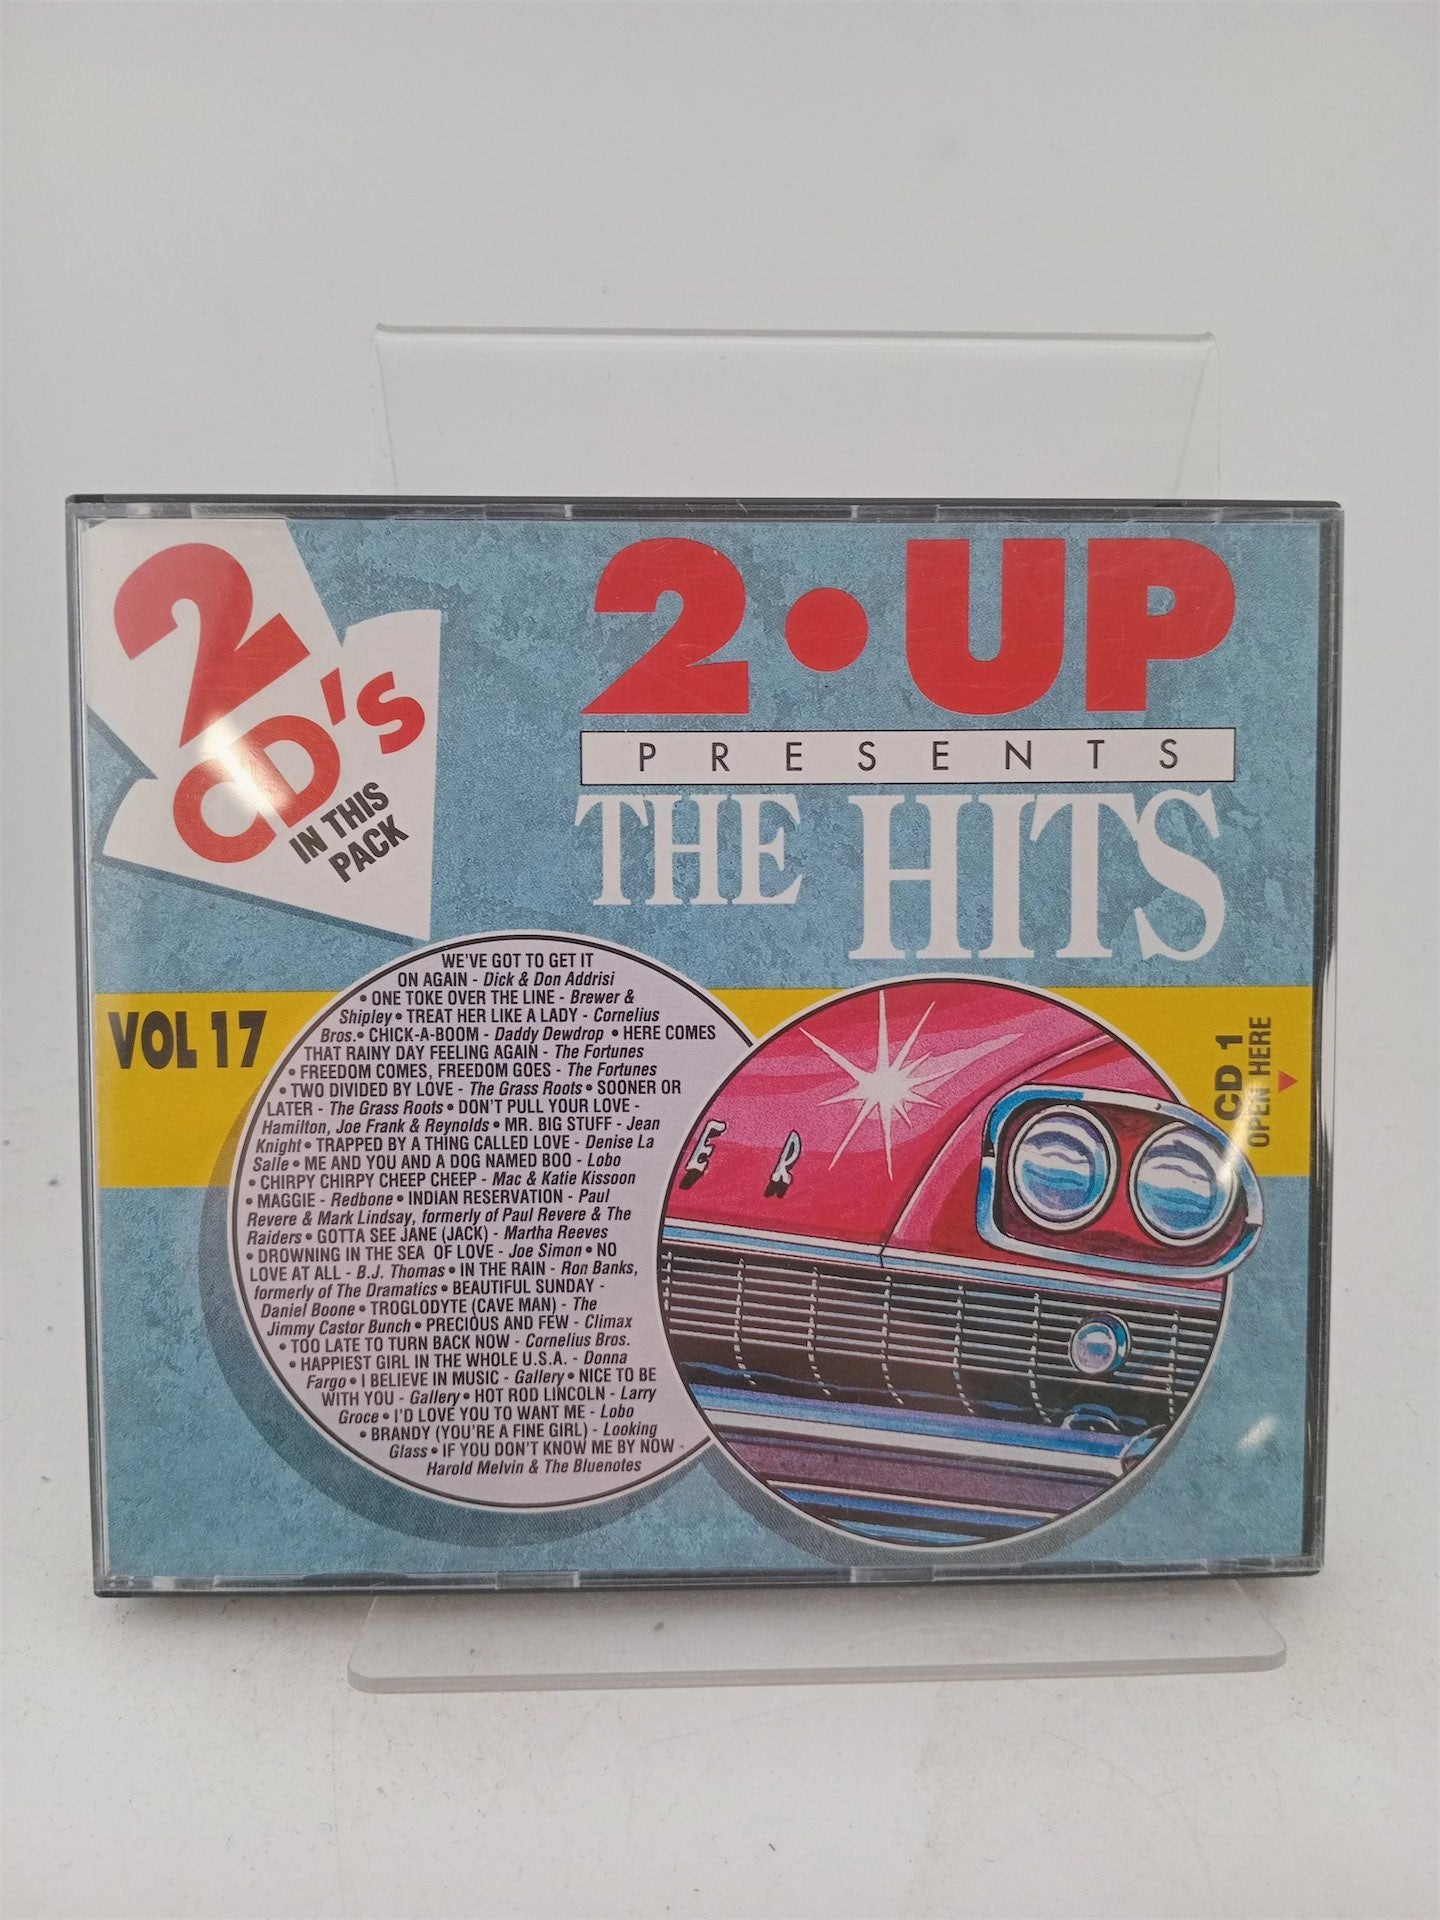 2
CD's
IN THIS
PACK
2•UP
PRESENTS
THE HITS
VOL 17
WE'VE GOT TO GET IT
ON AGAIN - Dick & Don Addrisi
• ONE TOKE OVER THE LINE - Brewer &
Shipley • TREAT HER LIKE A LADY - Cornelius
Bros. • CHICK-A-BOOM - Daddy Dewdrop • HERE COMES
THAT RAINY DAY FEELING AGAIN - The Fortunes
• FREEDOM COMES, FREEDOM GOES - The Fortunes
• TWO DIVIDED BY LOVE - The Grass Roots • SOONER OR
LATER - The Grass Roots • DON'T PULL YOUR LOVE -
Hamilton, Joe Frank & Reynolds • MR. BIG STUFF - Jean
Knight • TRAPPED BY A THING CALLED LOVE - Denise La
Salle • ME AND YOU AND A DOG NAMED BOO - Lobo
• CHIRPY CHIRPY CHEEP CHEEP - Mac & Katie Kissoon
• MAGGIE - Redbone • INDIAN RESERVATION - Paul
Revere & Mark Lindsay, formerly of Paul Revere & The
Raiders • GOTTA SEE JANE (JACK) - Martha Reeves
• DROWNING IN THE SEA OF LOVE - Joe Simon • NO
LOVE AT ALL - B.J. Thomas • IN THE RAIN - Ron Banks,
formerly of The Dramatics • BEAUTIFUL SUNDAY -
Daniel Boone • TROGLODYTE (CAVE MAN) - The
Jimmy Castor Bunch • PRECIOUS AND FEW - Climax
• TOO LATE TO TURN BACK NOW - Cornelius Bros.
• HAPPIEST GIRL IN THE WHOLE U.S.A. - Donna
Fargo • I BELIEVE IN MUSIC - Gallery • NICE TO BE
WITH YOU - Gallery • HOT ROD LINCOLN - Larry
Groce • I'D LOVE YOU TO WANT ME - Lobo
• BRANDY (YOU'RE A FINE GIRL) - Looking
Glass • IF YOU DON'T KNOW ME BY NOW -
Harold Melvin & The Bluenotes
E R
CD 1
OPEN HERE